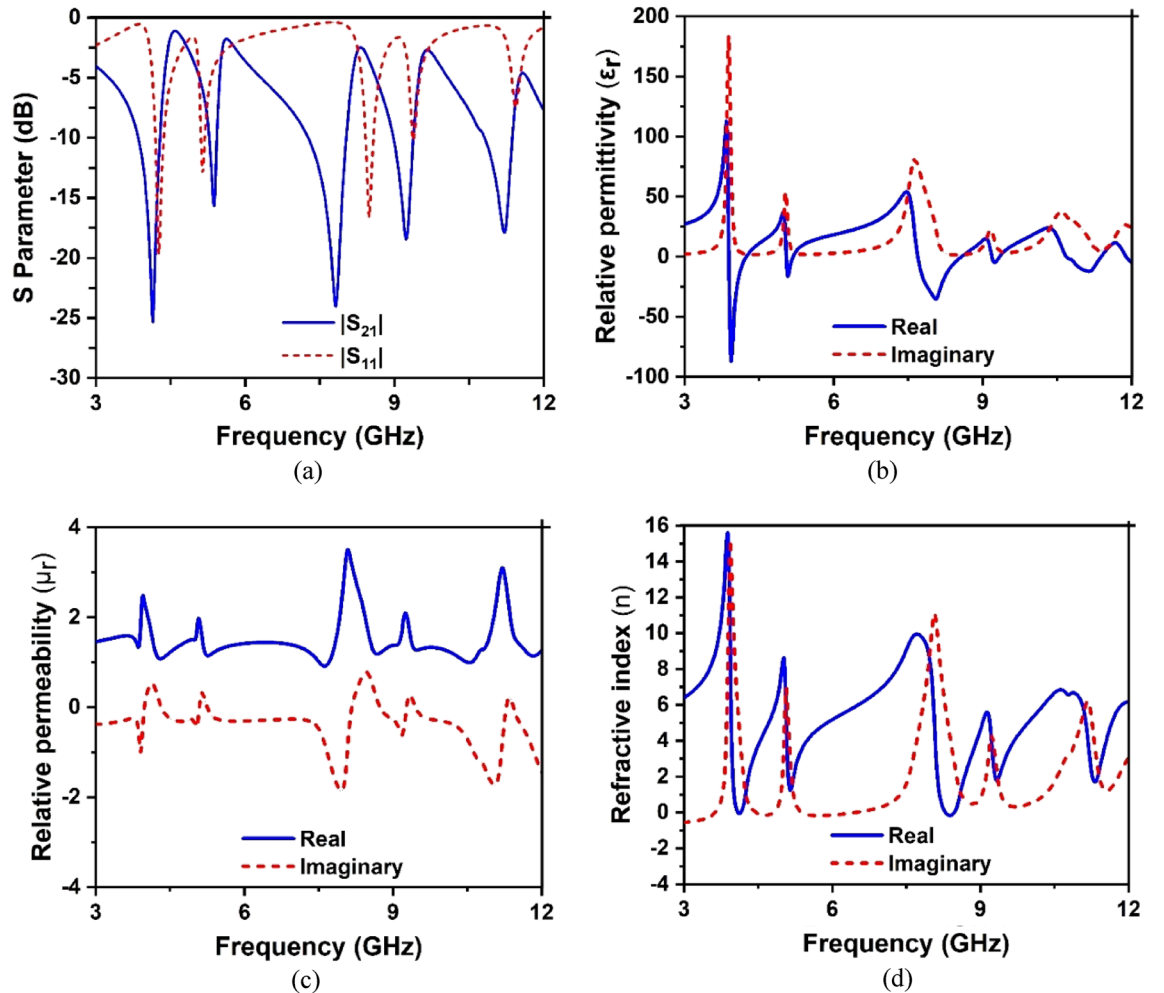 0
-5
-10
-15
-20
-25
-30
S Parameter (dB)
|S21|
|S11|
3
6
9
12
Frequency (GHz)
(a)
200
150
100
50
0
-50
-100
Relative permittivity (εr)
Real
Imaginary
3
6
9
12
Frequency (GHz)
(b)
4
2
0
-2
-4
Relative permeability (μr)
Real
Imaginary
3
6
9
12
Frequency (GHz)
(c)
16
14
12
10
8
6
4
2
0
-2
-4
Refractive index (n)
Real
Imaginary
3
6
9
12
Frequency (GHz)
(d)